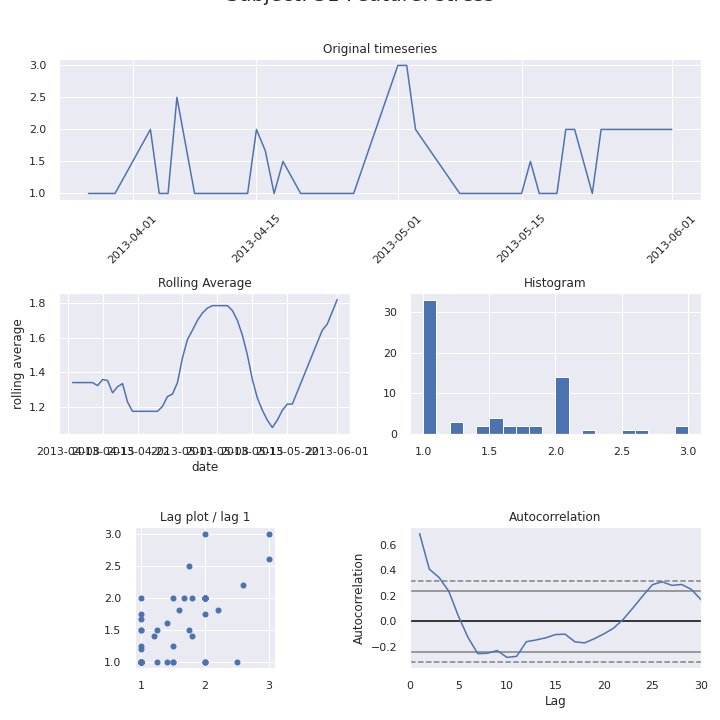 Original timeseries
3.0
2.5
2.0
1.5
1.0
2013-04-01
2013-04-15
2013-05-01
2013-05-15
2013-06-01
Rolling Average
1.8
1.6
1.4
1.2
rolling average
date
Histogram
30
20
10
0
1.0 1.5 2.0 2.5 3.0
Lag plot / lag 1
3.0
2.5
2.0
1.5
1.0
1 2 3
Autocorrelation
0.6
0.4
0.2
0.0
−0.2
Autocorrelation
0 5 10 15 20 25 30
Lag